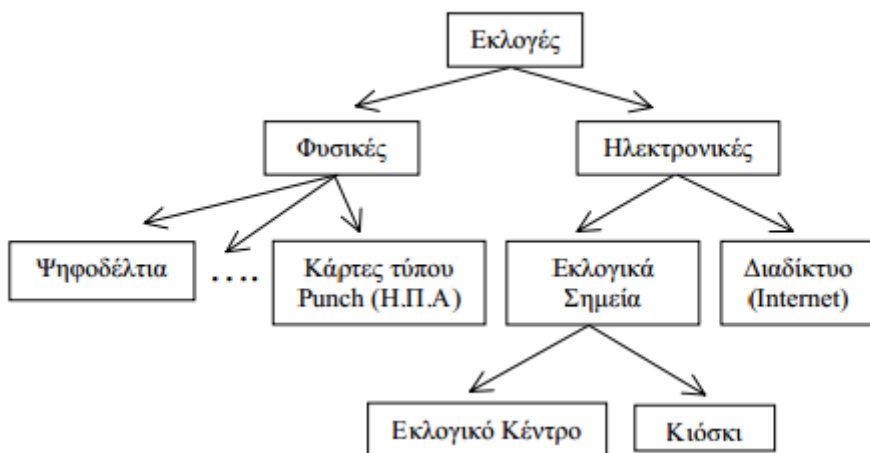 Εκλογές
Φυσικές
Ηλεκτρονικές
Ψηφοδέλτια
....
Κάρτες τύπου
Punch (Η.Π.Α)
Εκλογικά
Σημεία
Διαδίκτυο
(Internet)
Εκλογικό Κέντρο
Κιόσκι